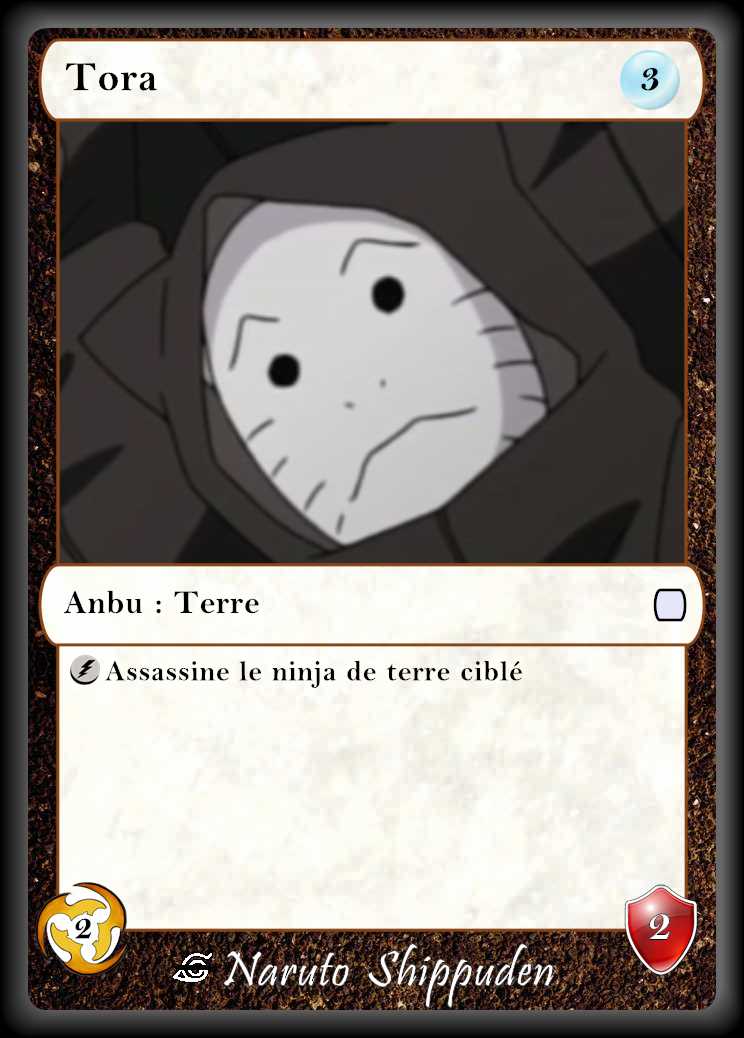 Tora
3
Anbu : Terre
Assassine le ninja de terre ciblé
2
2
Naruto Shippuden